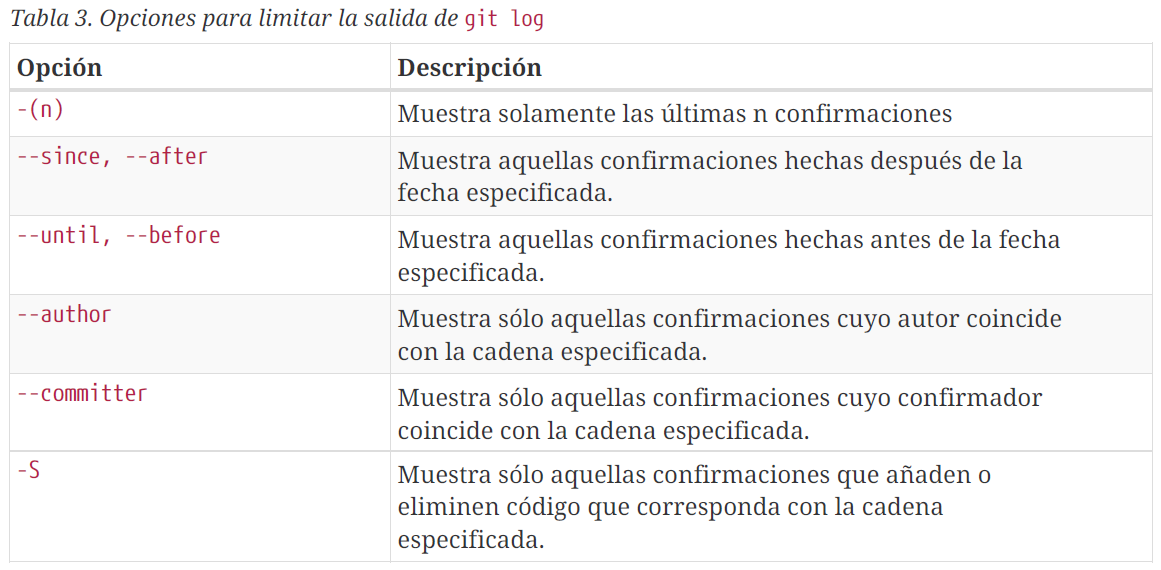 Tabla 3. Opciones para limitar la salida de git log
Opción Descripción
-(n) Muestra solamente las últimas n confirmaciones
--since, --after Muestra aquellas confirmaciones hechas después de la
fecha especificada.
--until, --before Muestra aquellas confirmaciones hechas antes de la fecha
especificada.
--author Muestra sólo aquellas confirmaciones cuyo autor coincide
con la cadena especificada.
--committer Muestra sólo aquellas confirmaciones cuyo confirmador
coincide con la cadena especificada.
-S Muestra sólo aquellas confirmaciones que añaden o
eliminen código que corresponda con la cadena
especificada.